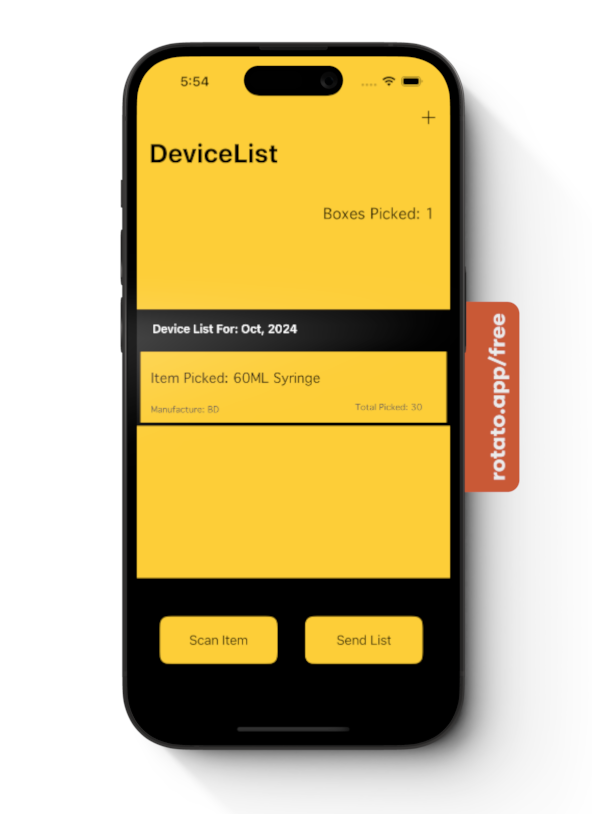 5:54
+
DeviceList
Boxes Picked: 1
Device List For: Oct, 2024
Item Picked: 60ML Syringe
Manufacture: BD
Total Picked: 30
Scan Item
Send List
rotato.app/free